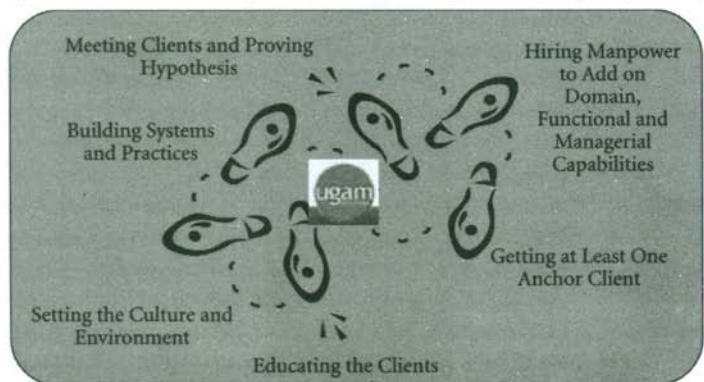 Meeting Clients and Proving
Hypothesis
Hiring Manpower
to Add on
Domain,
Functional and
Managerial
Capabilities
Building Systems
and Practices
ugam
Getting at Least One
Anchor Client
Setting the Culture and
Environment
Educating the Clients